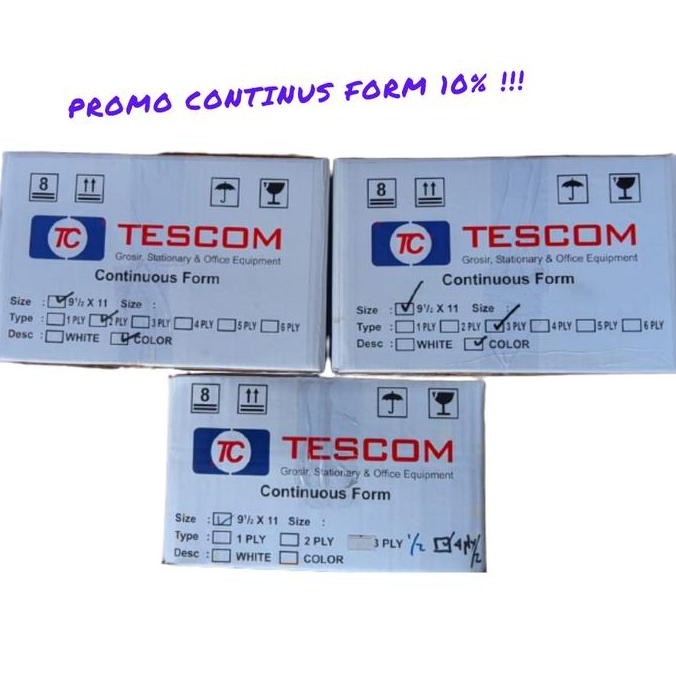 PROMO CONTINUS FORM 10% !!!
8
TC TESCOM
Grosir, Stationary & Office Equipment
Continuous Form
Size : 9½ X 11 Size :
Type : 1 PLY 2 PLY 3 PLY 4 PLY 5 PLY 6 PLY
Desc : WHITE COLOR
8
TC TESCOM
Grosir, Stationary & Office Equipment
Continuous Form
Size : 9½ X 11 Size :
Type : 1 PLY 2 PLY 3 PLY 4 PLY 5 PLY 6 PLY
Desc : WHITE COLOR
8
TC TESCOM
Grosir, Stationary & Office Equipment
Continuous Form
Size : 9½ X 11 Size :
Type : 1 PLY 2 PLY 3 PLY ½ 4 ply/2
Desc : WHITE COLOR